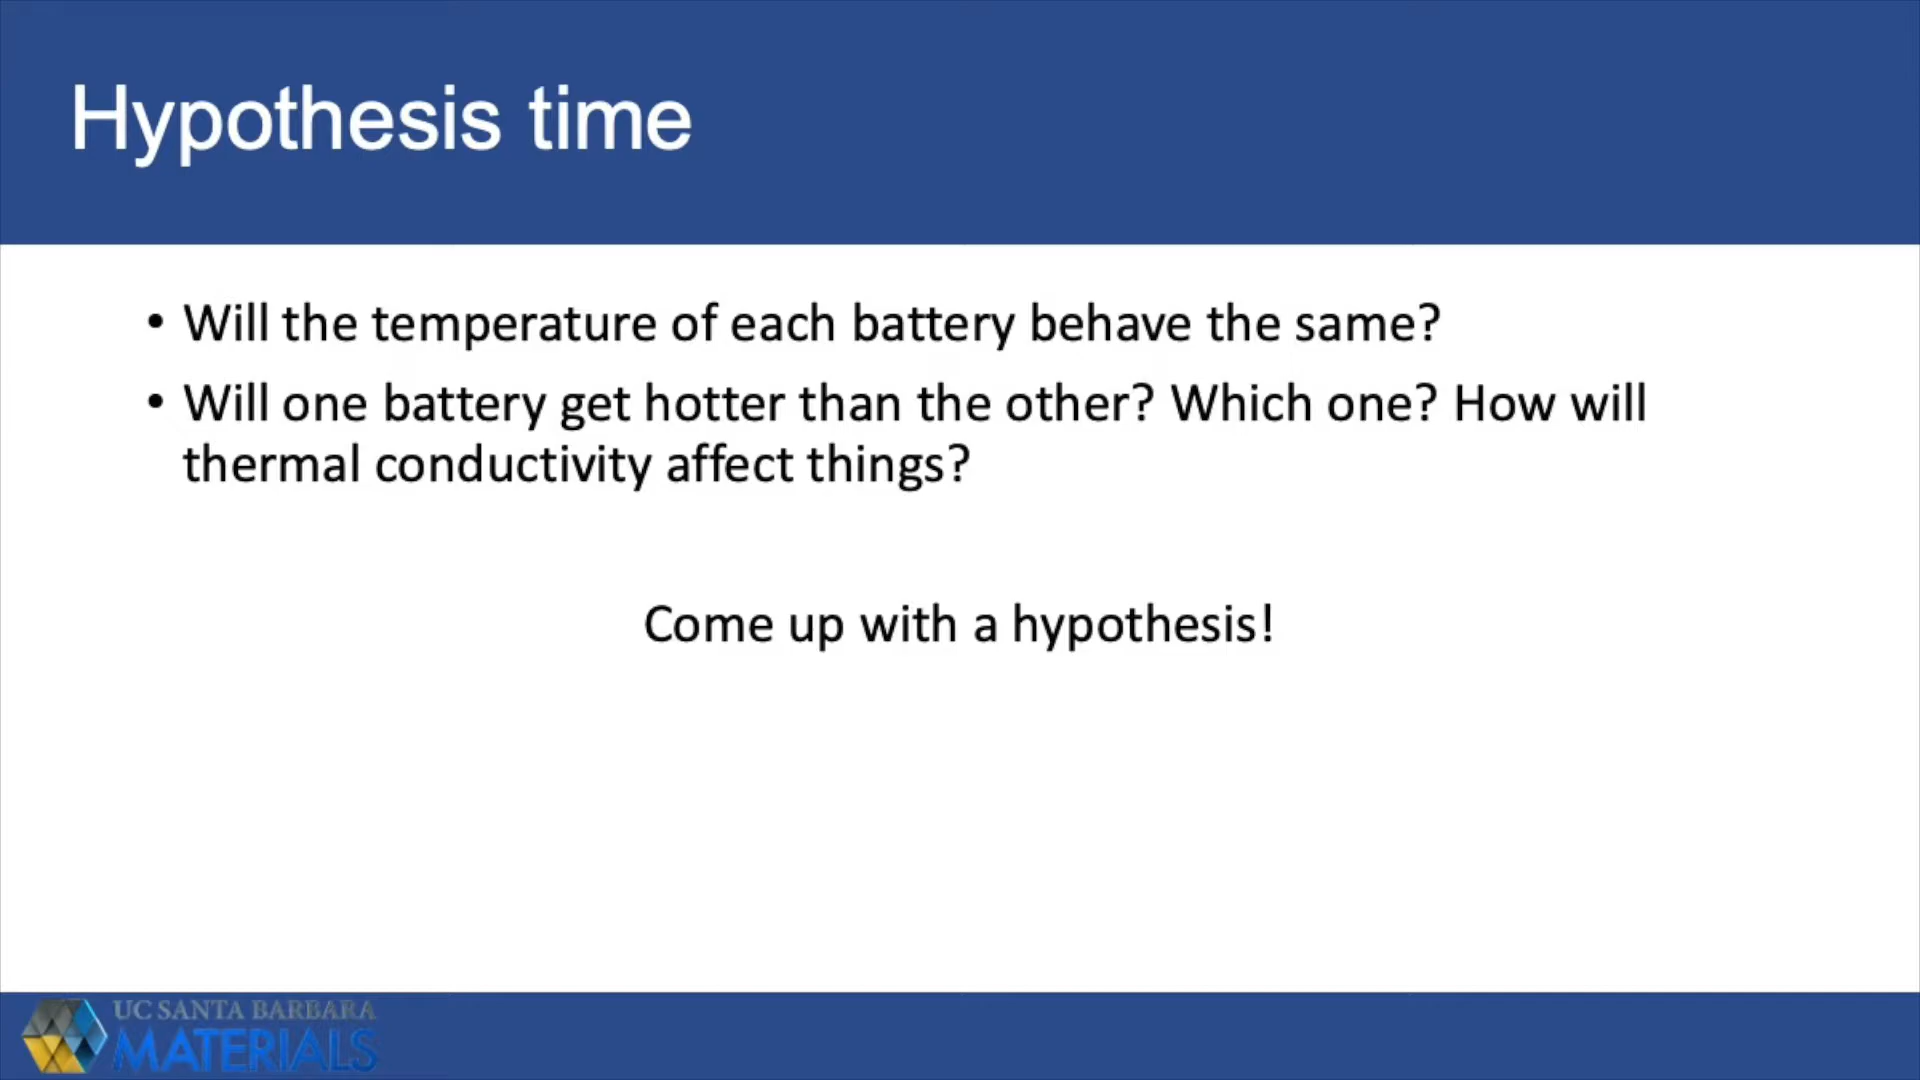 Hypothesis time
• Will the temperature of each battery behave the same?
• Will one battery get hotter than the other? Which one? How will
thermal conductivity affect things?
Come up with a hypothesis!
UC SANTA BARBARA
MATERIALS